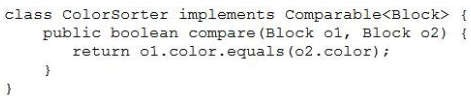 class ColorSorter implements Comparable<Block> {
    public boolean compare(Block o1, Block o2) {
        return o1.color.equals(o2.color);
    }
}